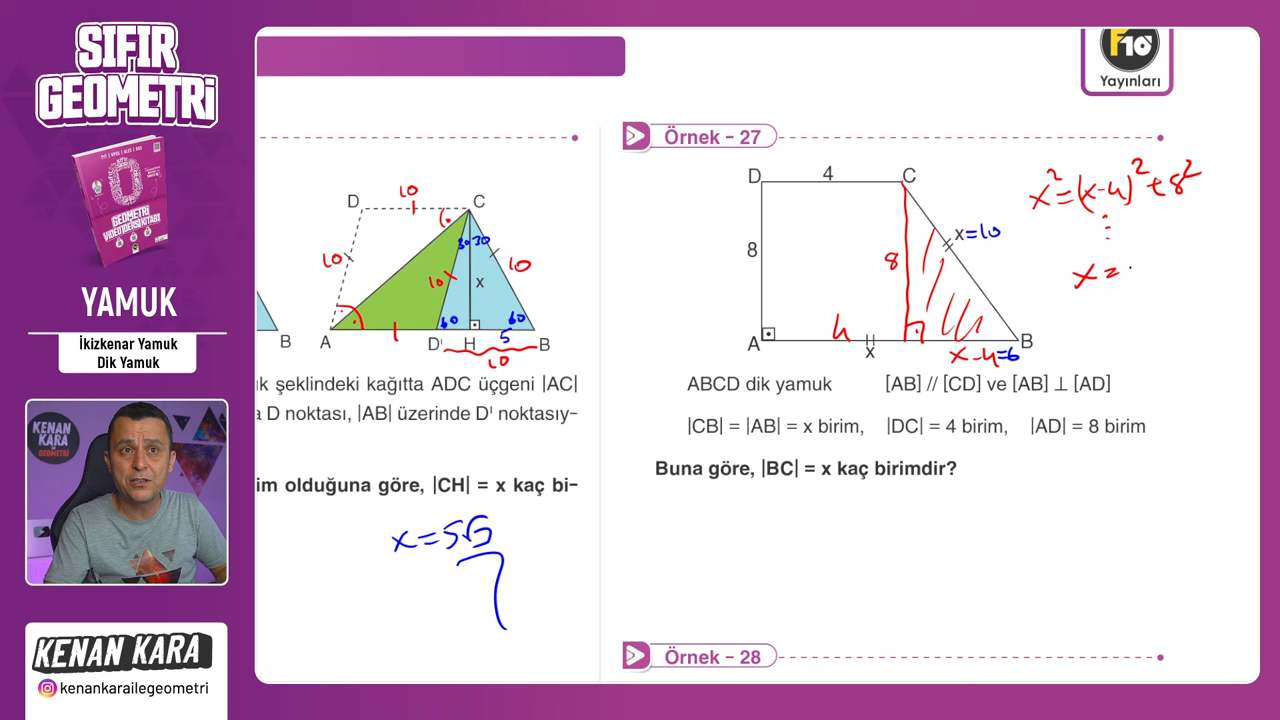 SIFIR
GEOMETRİ
0
GEOMETRİ
VİDEO DERS KİTABI
YAMUK
İkizkenar Yamuk
Dik Yamuk
KENAN
KARA
KENAN KARA
kenankarailegeometri
F10
Yayınları
D
10
C
10
30
30
10
10
x
60
60
5
A
D'
H
B
10
B
k şeklindeki kağıtta ADC üçgeni |AC|
a D noktası, |AB| üzerinde D' noktasıy-
im olduğuna göre, |CH| = x kaç bi-
x=5√3
Örnek - 27
D
4
C
x² = (x-4)² + 8²
x=10
8
8
x =
A
4
x
x-4=6
B
ABCD dik yamuk [AB] // [CD] ve [AB] ⊥ [AD]
|CB| = |AB| = x birim, |DC| = 4 birim, |AD| = 8 birim
Buna göre, |BC| = x kaç birimdir?
Örnek - 28